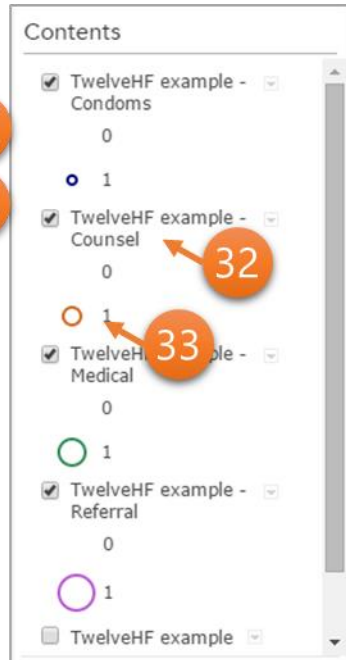 Contents
TwelveHF example -
Condoms
0
1
TwelveHF example -
Counsel
32
0
1
33
TwelveH ple -
Medical
0
1
TwelveHF example -
Referral
0
1
TwelveHF example